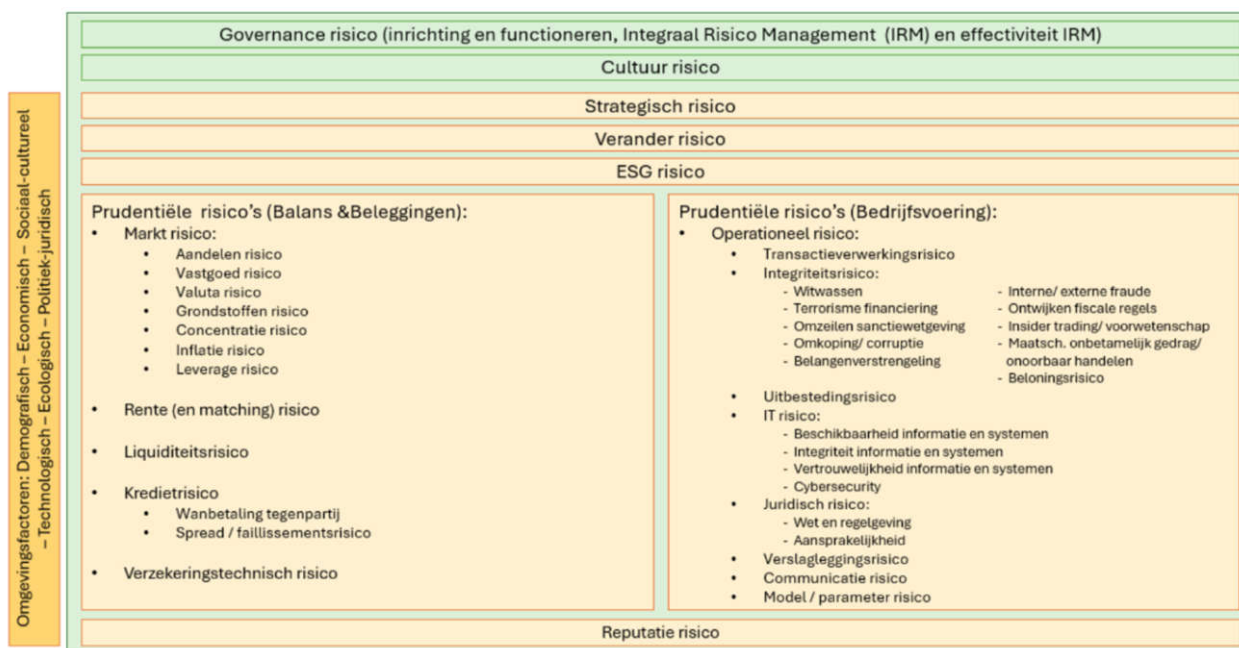 Governance risico (inrichting en functioneren, Integraal Risico Management (IRM) en effectiviteit IRM)
Cultuur risico
Omgevingsfactoren: Demografisch – Economisch – Sociaal-cultureel
– Technologisch – Ecologisch – Politiek-juridisch
Strategisch risico
Verander risico
ESG risico
Prudentiële risico's (Balans &Beleggingen):
• Markt risico:
• Aandelen risico
• Vastgoed risico
• Valuta risico
• Grondstoffen risico
• Concentratie risico
• Inflatie risico
• Leverage risico
• Rente (en matching) risico
• Liquiditeitsrisico
• Kredietrisico
• Wanbetaling tegenpartij
• Spread / faillissementsrisico
• Verzekeringstechnisch risico
Prudentiële risico's (Bedrijfsvoering):
• Operationeel risico:
• Transactieverwerkingsrisico
• Integriteitsrisico:
- Witwassen
- Terrorisme financiering
- Omzeilen sanctiewetgeving
- Omkoping/ corruptie
- Belangenverstrengeling
- Interne/ externe fraude
- Ontwijken fiscale regels
- Insider trading/ voorwetenschap
- Maatsch. onbetamelijk gedrag/
onoorbaar handelen
- Beloningsrisico
• Uitbestedingsrisico
• IT risico:
- Beschikbaarheid informatie en systemen
- Integriteit informatie en systemen
- Vertrouwelijkheid informatie en systemen
- Cybersecurity
• Juridisch risico:
- Wet en regelgeving
- Aansprakelijkheid
• Verslagleggingsrisico
• Communicatie risico
• Model / parameter risico
Reputatie risico